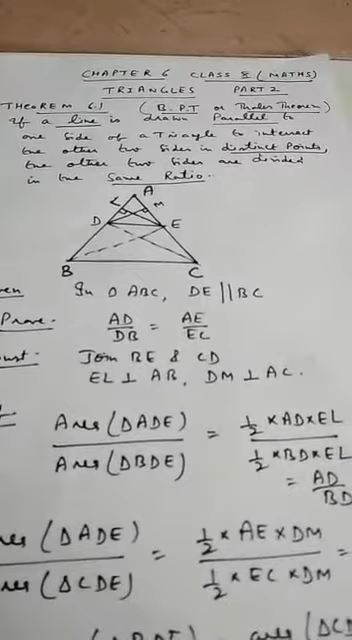 CHAPTER 6 CLASS 8 (MATHS)
TRIANGLES PART 2
THEOREM 6.1 (B.P.T or Thales Theorem)
If a line is drawn Parallel to
one side of a Triangle to intersect
the other two sides in distinct Points,
the other two sides are divided
in the Same Ratio.
A
L M
D E
B C
In △ ABC, DE || BC
Prove. AD/DB = AE/EC
Join BE & CD
EL ⊥ AB, DM ⊥ AC.
Area (△ADE) / Area (△BDE) = ½ × AD × EL / ½ × BD × EL
= AD/BD
(△ADE) / (△CDE) = ½ × AE × DM / ½ × EC × DM =